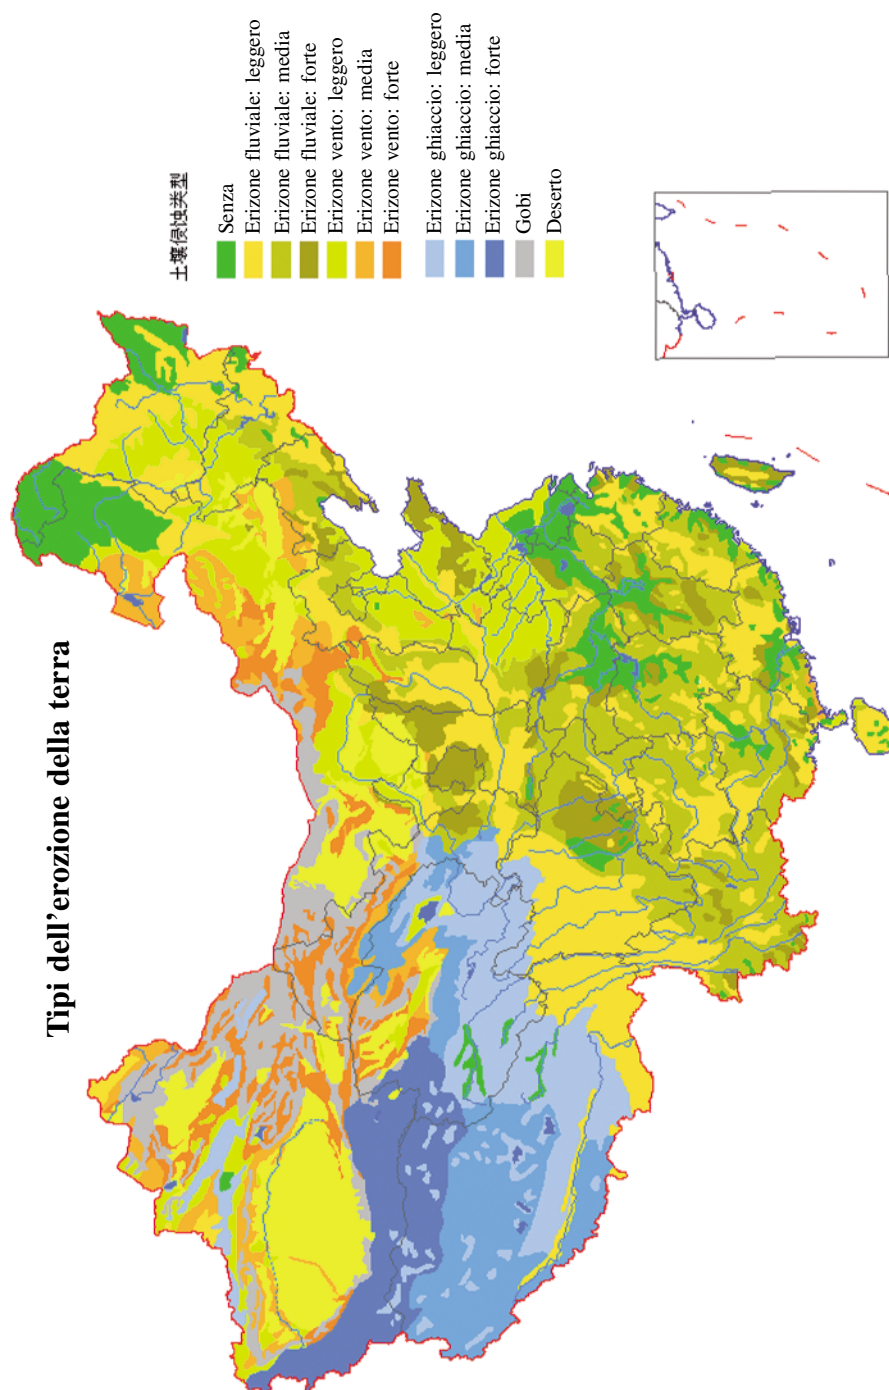 Tipi dell'erozione della terra
土壤侵蚀类型
Senza
Erizone fluviale: leggero
Erizone fluviale: media
Erizone fluviale: forte
Erizone vento: leggero
Erizone vento: media
Erizone vento: forte
Erizone ghiaccio: leggero
Erizone ghiaccio: media
Erizone ghiaccio: forte
Gobi
Deserto